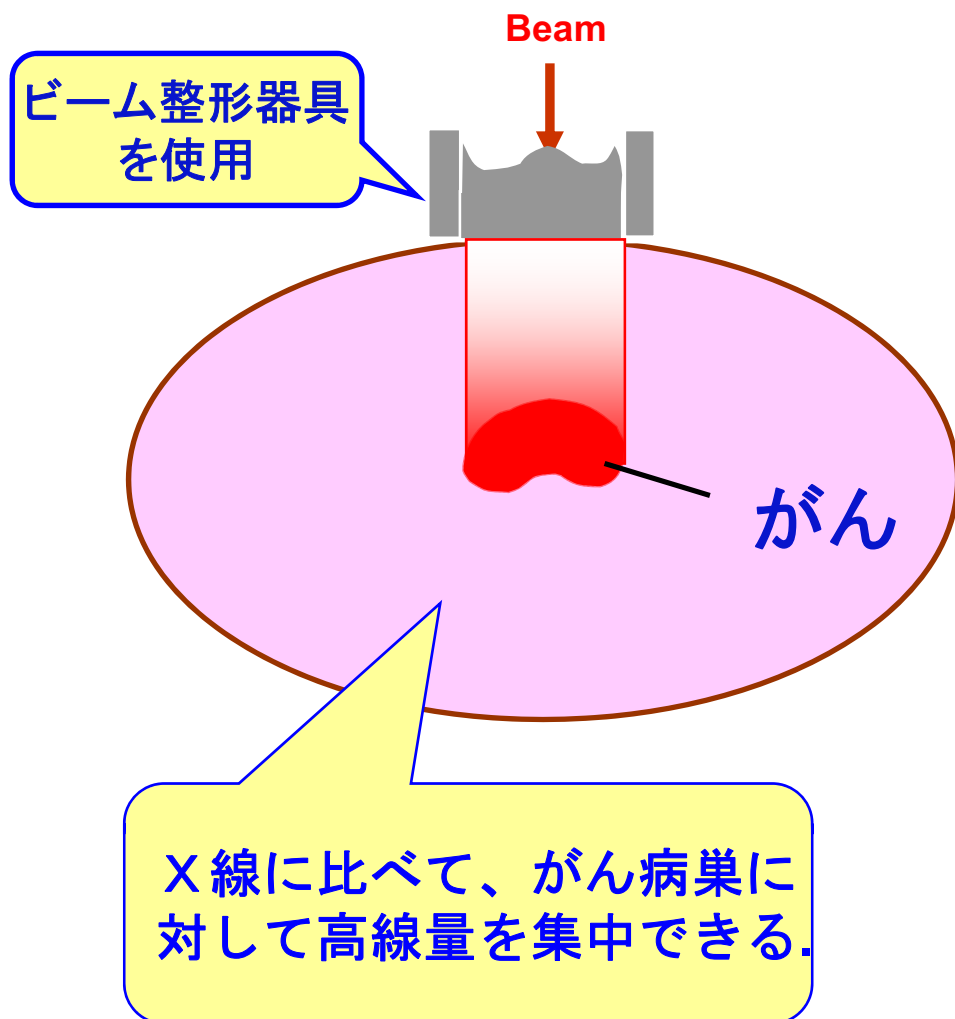 Beam
ビーム整形器具
を使用
がん
Ｘ線に比べて、がん病巣に
対して高線量を集中できる.